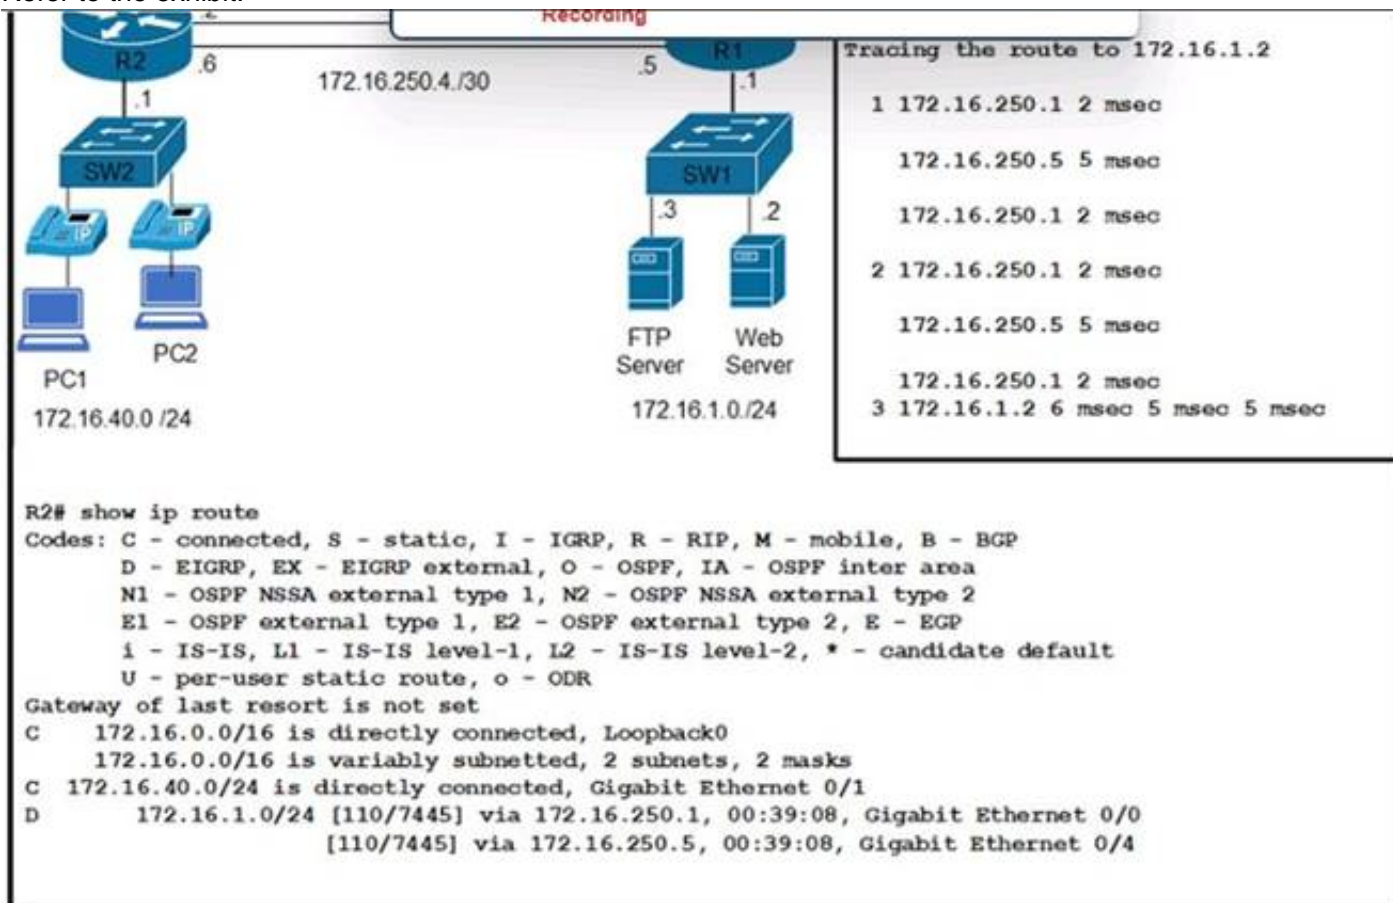 Refer to the exhibit.
Recording
.2
R2
.6
172.16.250.4./30
.5
R1
.1
.1
SW2
SW1
IP
IP
.3
.2
PC1
PC2
FTP
Server
Web
Server
172.16.40.0 /24
172.16.1.0./24
Tracing the route to 172.16.1.2
1 172.16.250.1 2 msec
172.16.250.5 5 msec
172.16.250.1 2 msec
2 172.16.250.1 2 msec
172.16.250.5 5 msec
172.16.250.1 2 msec
3 172.16.1.2 6 msec 5 msec 5 msec
R2# show ip route
Codes: C - connected, S - static, I - IGRP, R - RIP, M - mobile, B - BGP
D - EIGRP, EX - EIGRP external, O - OSPF, IA - OSPF inter area
N1 - OSPF NSSA external type 1, N2 - OSPF NSSA external type 2
E1 - OSPF external type 1, E2 - OSPF external type 2, E - EGP
i - IS-IS, L1 - IS-IS level-1, L2 - IS-IS level-2, * - candidate default
U - per-user static route, o - ODR
Gateway of last resort is not set
C 172.16.0.0/16 is directly connected, Loopback0
172.16.0.0/16 is variably subnetted, 2 subnets, 2 masks
C 172.16.40.0/24 is directly connected, Gigabit Ethernet 0/1
D 172.16.1.0/24 [110/7445] via 172.16.250.1, 00:39:08, Gigabit Ethernet 0/0
[110/7445] via 172.16.250.5, 00:39:08, Gigabit Ethernet 0/4